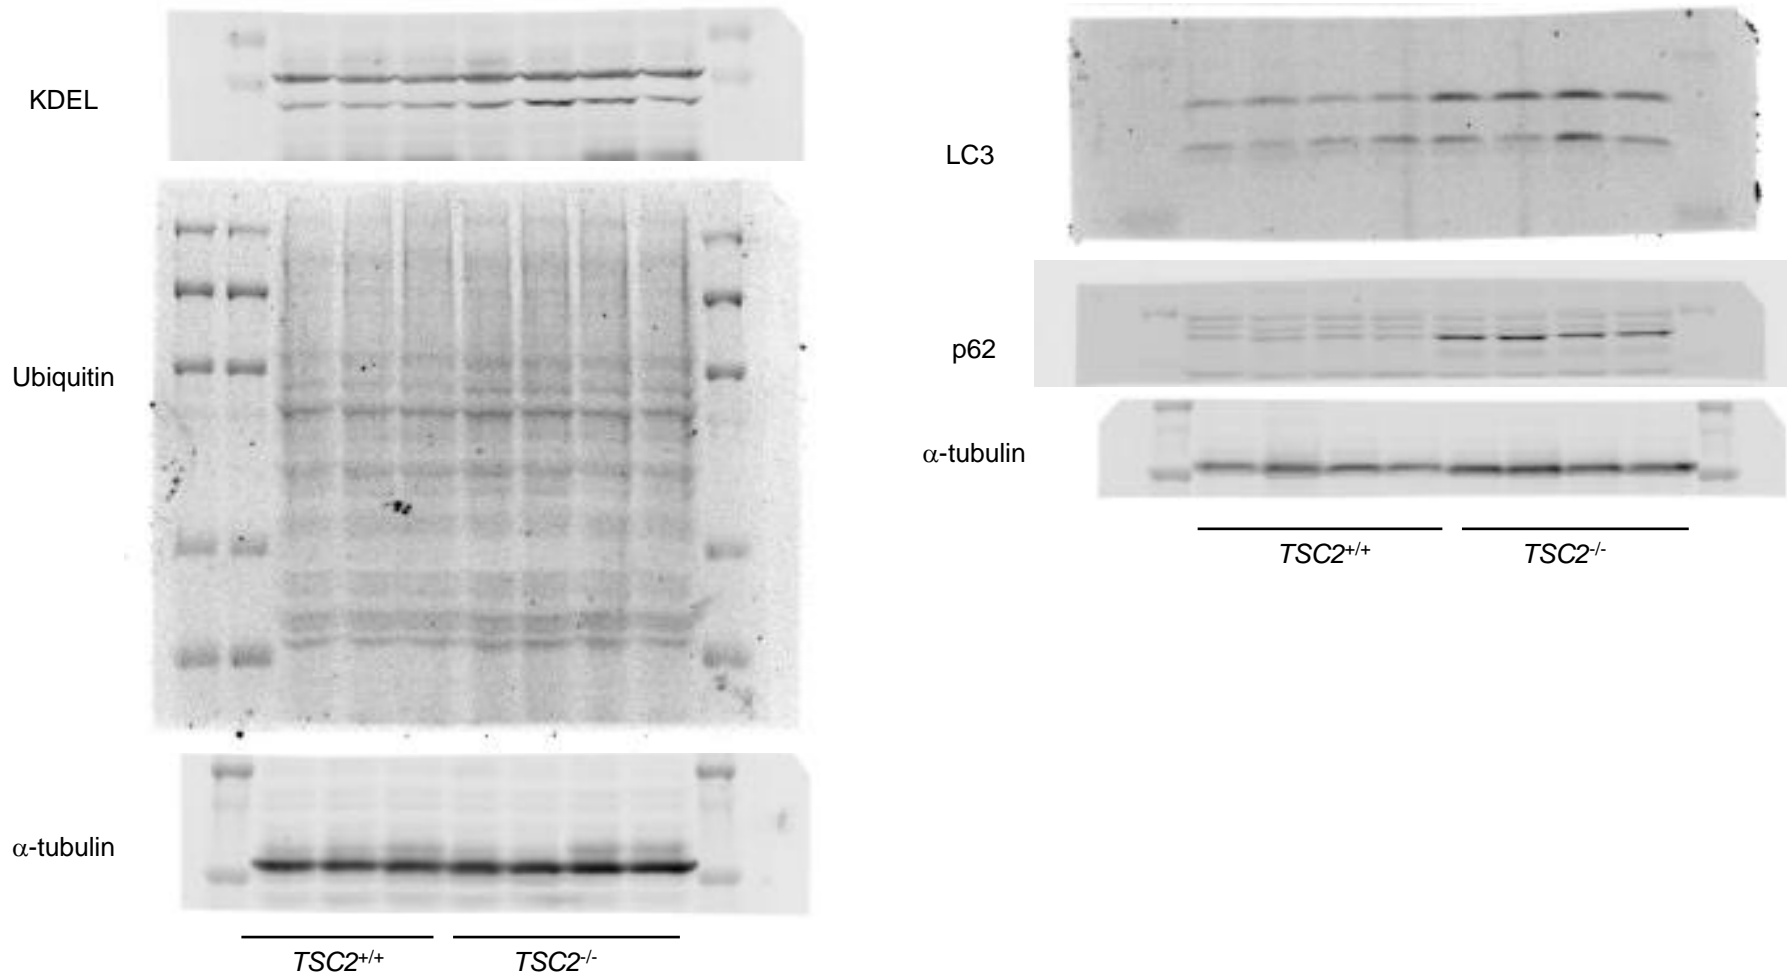 KDEL
Ubiquitin
α-tubulin
TSC2+/+ TSC2-/-
LC3
p62
α-tubulin
TSC2+/+ TSC2-/-